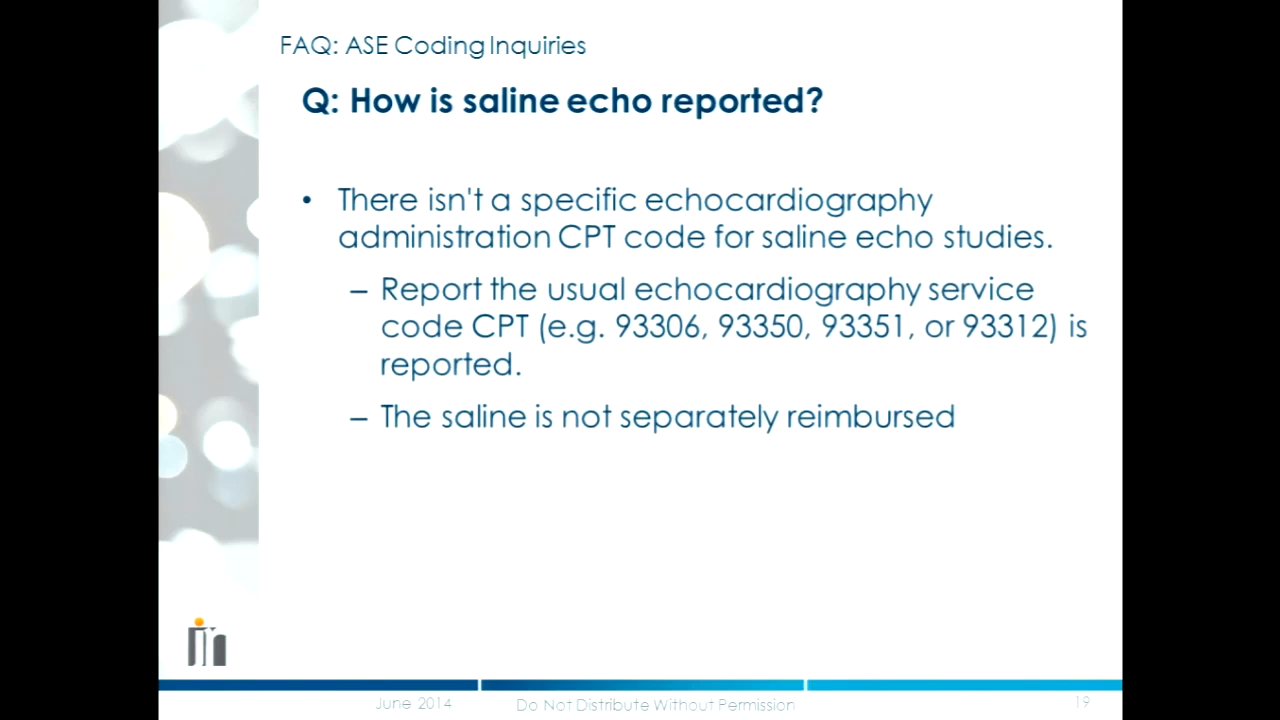 FAQ: ASE Coding Inquiries
Q: How is saline echo reported?
• There isn't a specific echocardiography
administration CPT code for saline echo studies.
– Report the usual echocardiography service
code CPT (e.g. 93306, 93350, 93351, or 93312) is
reported.
– The saline is not separately reimbursed
June 2014
Do Not Distribute Without Permission
19